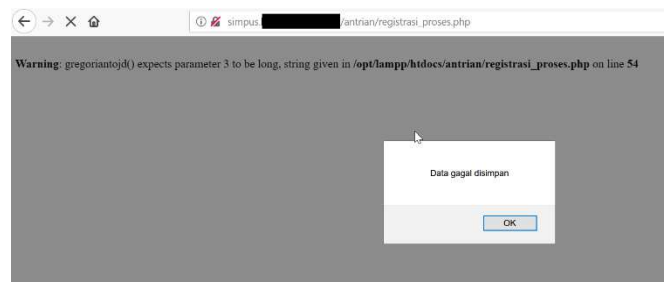 simpus. /antrian/registrasi_proses.php
Warning: gregoriantojd() expects parameter 3 to be long, string given in /opt/lampp/htdocs/antrian/registrasi_proses.php on line 54
Data gagal disimpan
OK